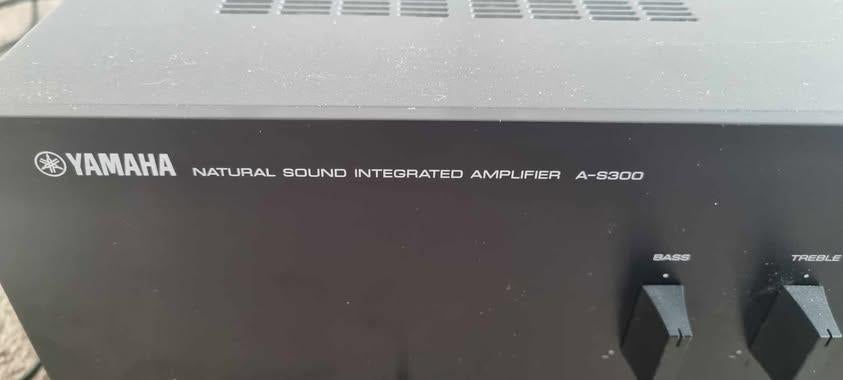 YAMAHA NATURAL SOUND INTEGRATED AMPLIFIER A-S300
BASS TREBLE